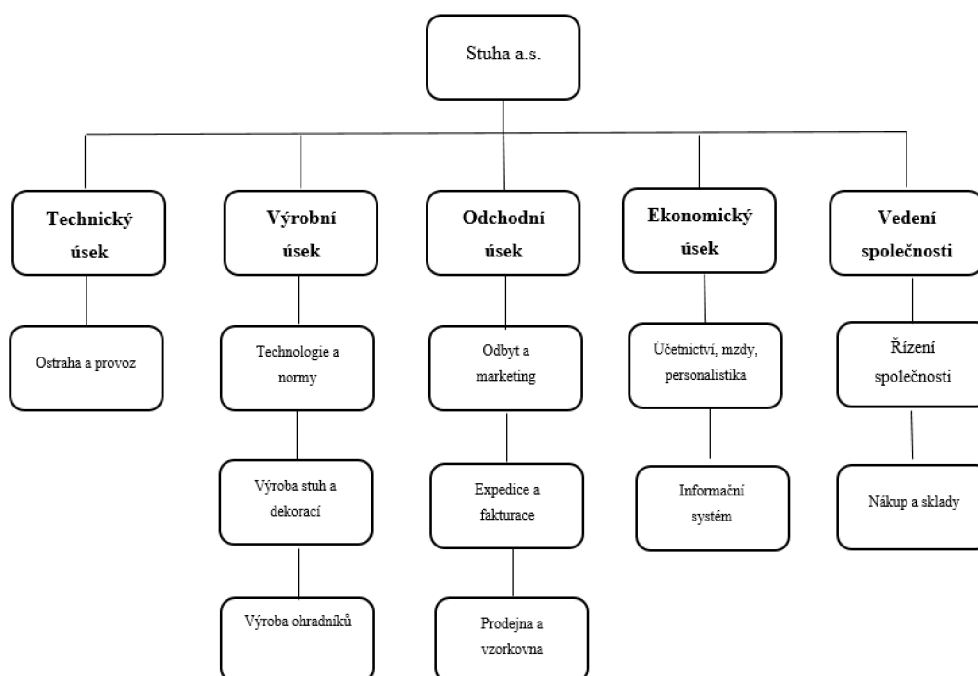 Stuha a.s.
Technický
úsek
Výrobní
úsek
Odchodní
úsek
Ekonomický
úsek
Vedení
společnosti
Ostraha a provoz
Technologie a
normy
Odbyt a
marketing
Účetnictví, mzdy,
personalistika
Řízení
společnosti
Výroba stuh a
dekorací
Expedice a
fakturace
Informační
systém
Nákup a sklady
Výroba ohradníků
Prodejna a
vzorkovna